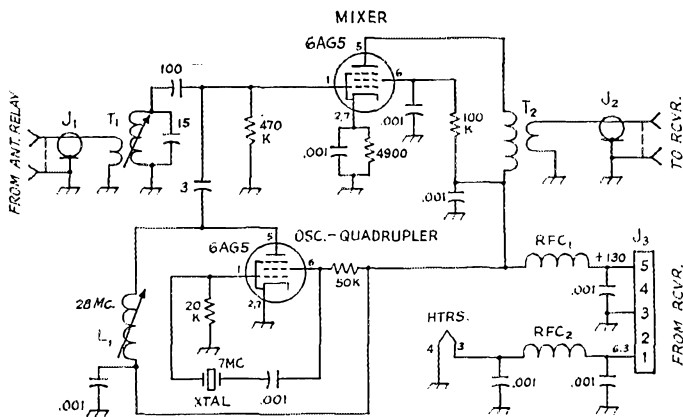 MIXER
6AG5
5
1
6
2,7
100
FROM ANT. RELAY
J1
T1
15
470
K
.001
4900
.001
100
K
.001
T2
J2
TO RCVR.
3
OSC.-QUADRUPLER
6AG5
5
1
6
2,7
50K
28 MC.
L1
20
K
7MC
XTAL
.001
.001
RFC1
+130
J3
5
4
3
2
1
.001
FROM RCVR.
HTRS.
4
3
RFC2
6.3
.001
.001